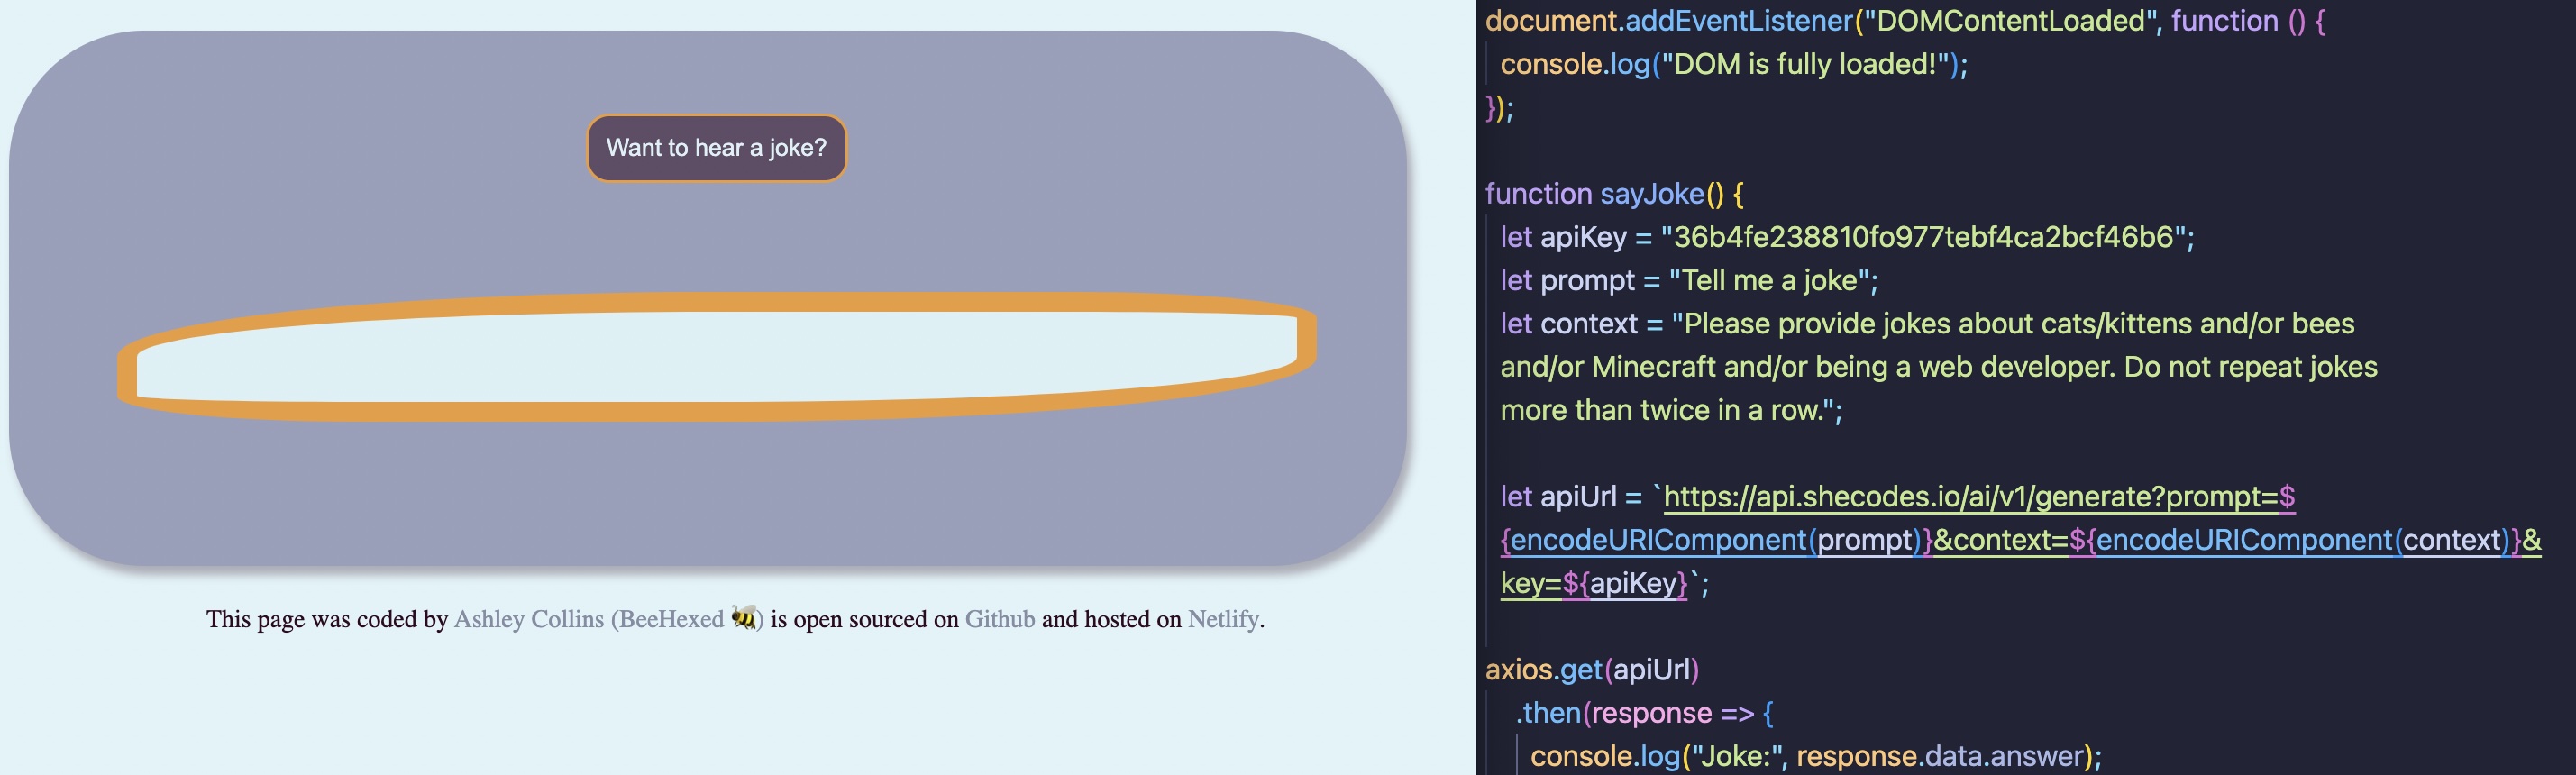 Want to hear a joke?
This page was coded by Ashley Collins (BeeHexed 🐝) is open sourced on Github and hosted on Netlify.
document.addEventListener("DOMContentLoaded", function () {
console.log("DOM is fully loaded!");
});
function sayJoke() {
let apiKey = "36b4fe238810fo977tebf4ca2bcf46b6";
let prompt = "Tell me a joke";
let context = "Please provide jokes about cats/kittens and/or bees
and/or Minecraft and/or being a web developer. Do not repeat jokes
more than twice in a row.";
let apiUrl = `https://api.shecodes.io/ai/v1/generate?prompt=$
{encodeURIComponent(prompt)}&context=${encodeURIComponent(context)}&
key=${apiKey}`;
axios.get(apiUrl)
.then(response => {
console.log("Joke:", response.data.answer);